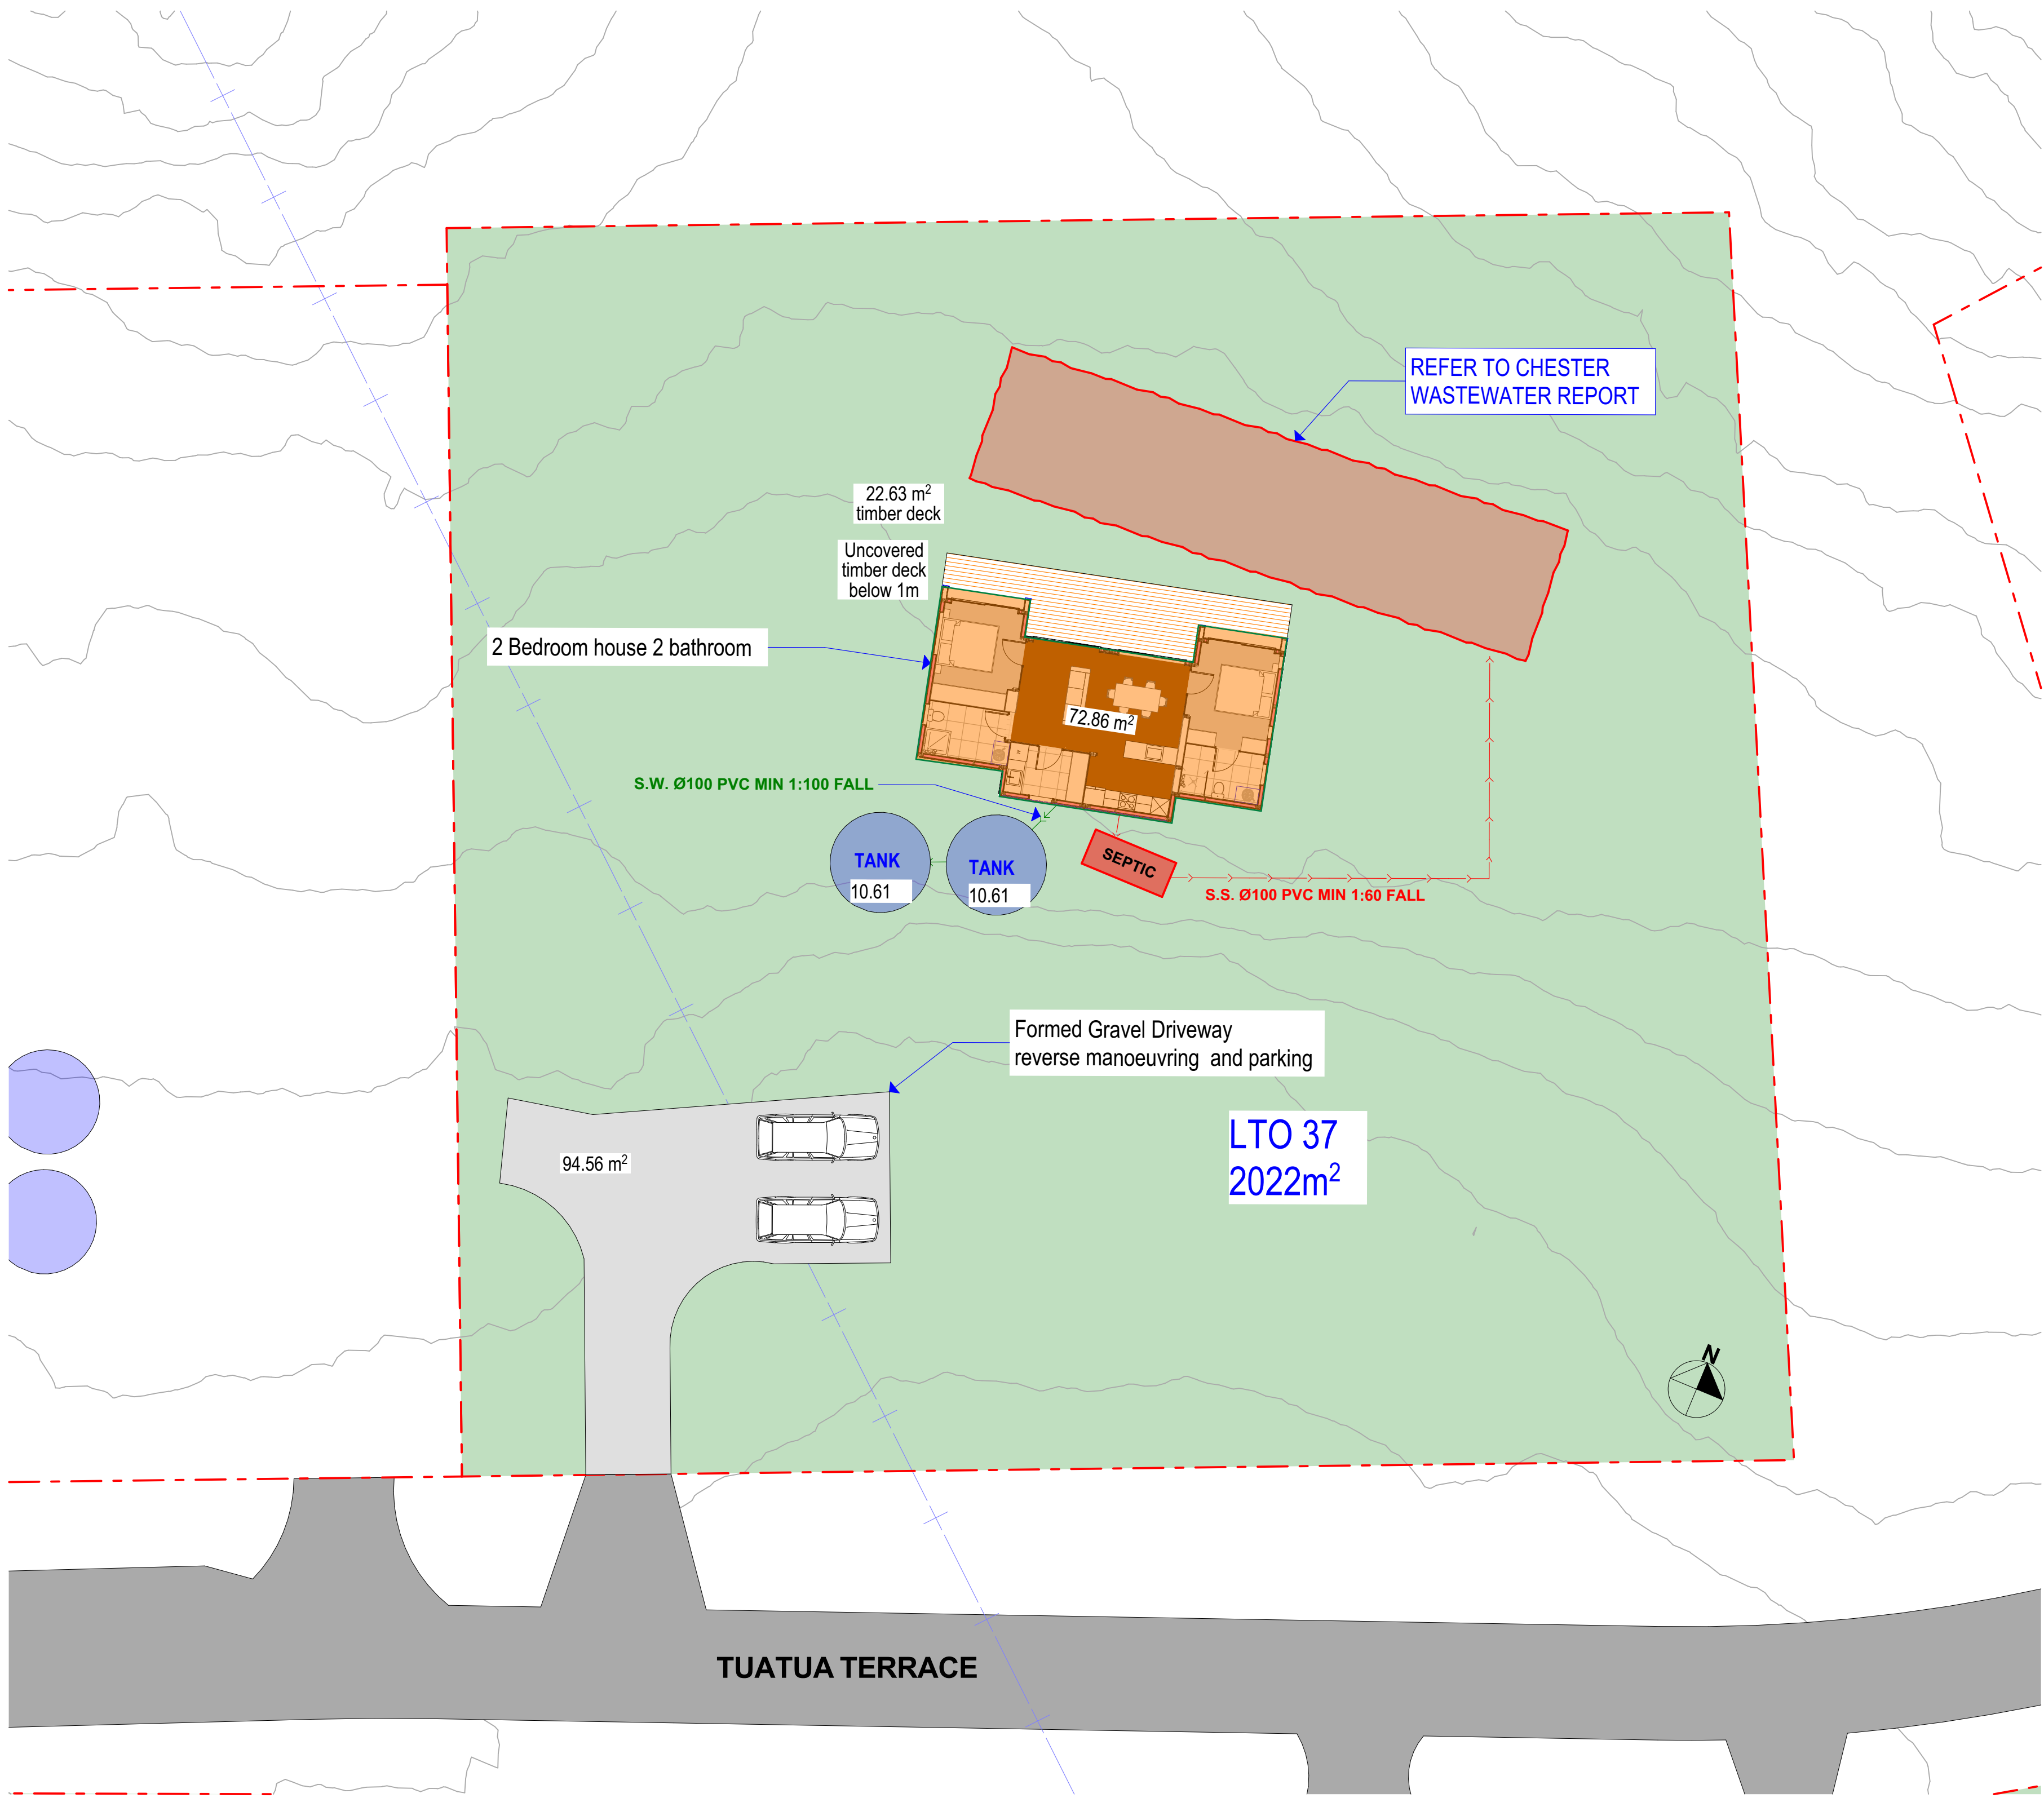 REFER TO CHESTER
WASTEWATER REPORT
22.63 m²
timber deck
Uncovered
timber deck
below 1m
2 Bedroom house 2 bathroom
72.86 m²
S.W. Ø100 PVC MIN 1:100 FALL
TANK
10.61
TANK
10.61
SEPTIC
S.S. Ø100 PVC MIN 1:60 FALL
Formed Gravel Driveway
reverse manoeuvring and parking
LTO 37
2022m²
94.56 m²
N
TUATUA TERRACE